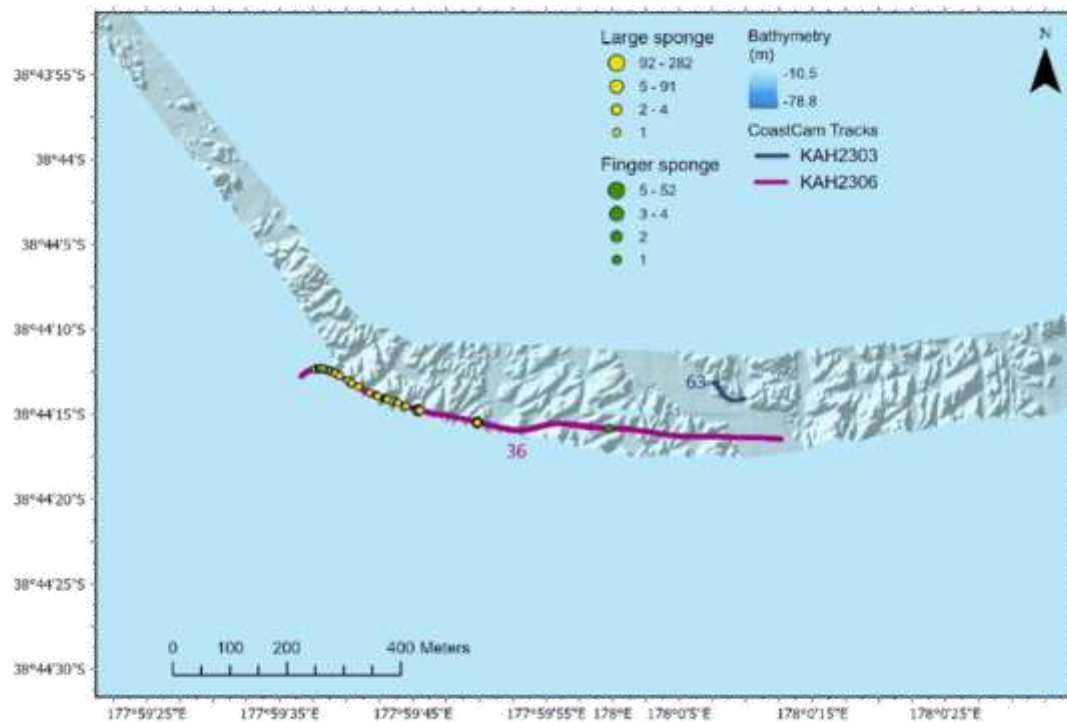 Large sponge
92 - 282
5 - 91
2 - 4
1
Finger sponge
5 - 52
3 - 4
2
1
Bathymetry
(m)
-10.5
-78.8
CoastCam Tracks
KAH2303
KAH2306
N
38°43'55"S
38°44'S
38°44'5"S
38°44'10"S
38°44'15"S
38°44'20"S
38°44'25"S
38°44'30"S
63
36
0 100 200 400 Meters
177°59'25"E 177°59'35"E 177°59'45"E 177°59'55"E 178°E 178°0'5"E 178°0'15"E 178°0'25"E